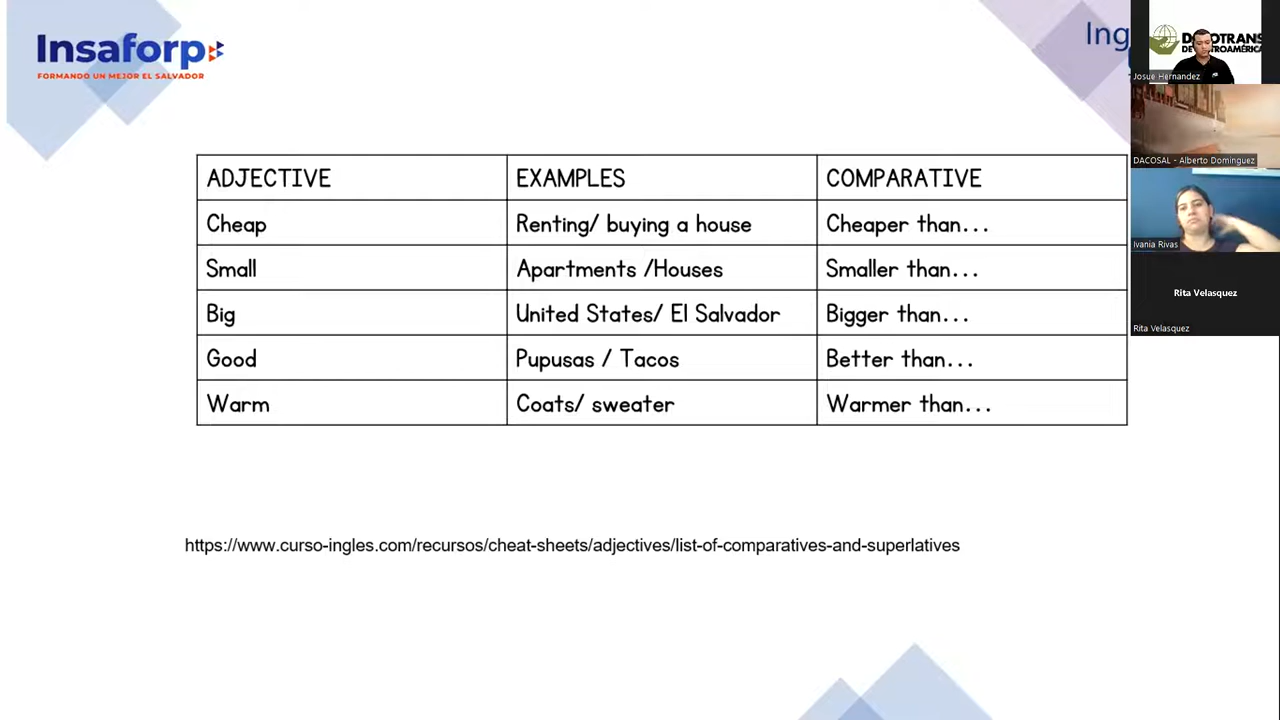 Insaforp
FORMANDO UN MEJOR EL SALVADOR
Ing
ADJECTIVE EXAMPLES COMPARATIVE
Cheap Renting/ buying a house Cheaper than...
Small Apartments /Houses Smaller than...
Big United States/ El Salvador Bigger than...
Good Pupusas / Tacos Better than...
Warm Coats/ sweater Warmer than...
https://www.curso-ingles.com/recursos/cheat-sheets/adjectives/list-of-comparatives-and-superlatives
Josue Hernandez
DACOSAL - Alberto Dominguez
Ivania Rivas
Rita Velasquez
Rita Velasquez